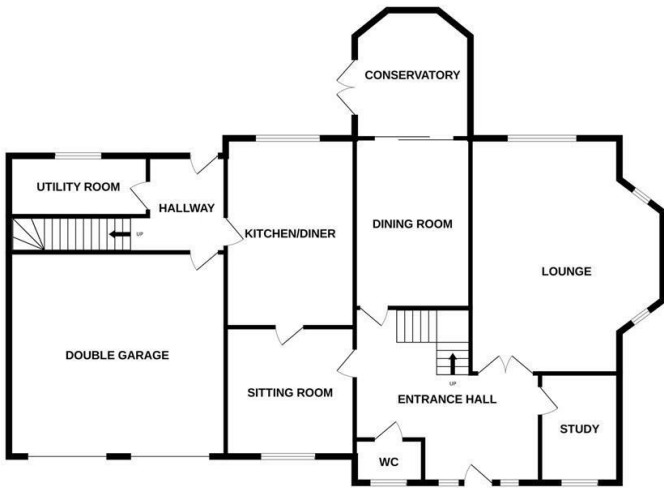 CONSERVATORY
UTILITY ROOM
HALLWAY
UP
KITCHEN/DINER
DINING ROOM
LOUNGE
DOUBLE GARAGE
SITTING ROOM
UP
ENTRANCE HALL
STUDY
WC